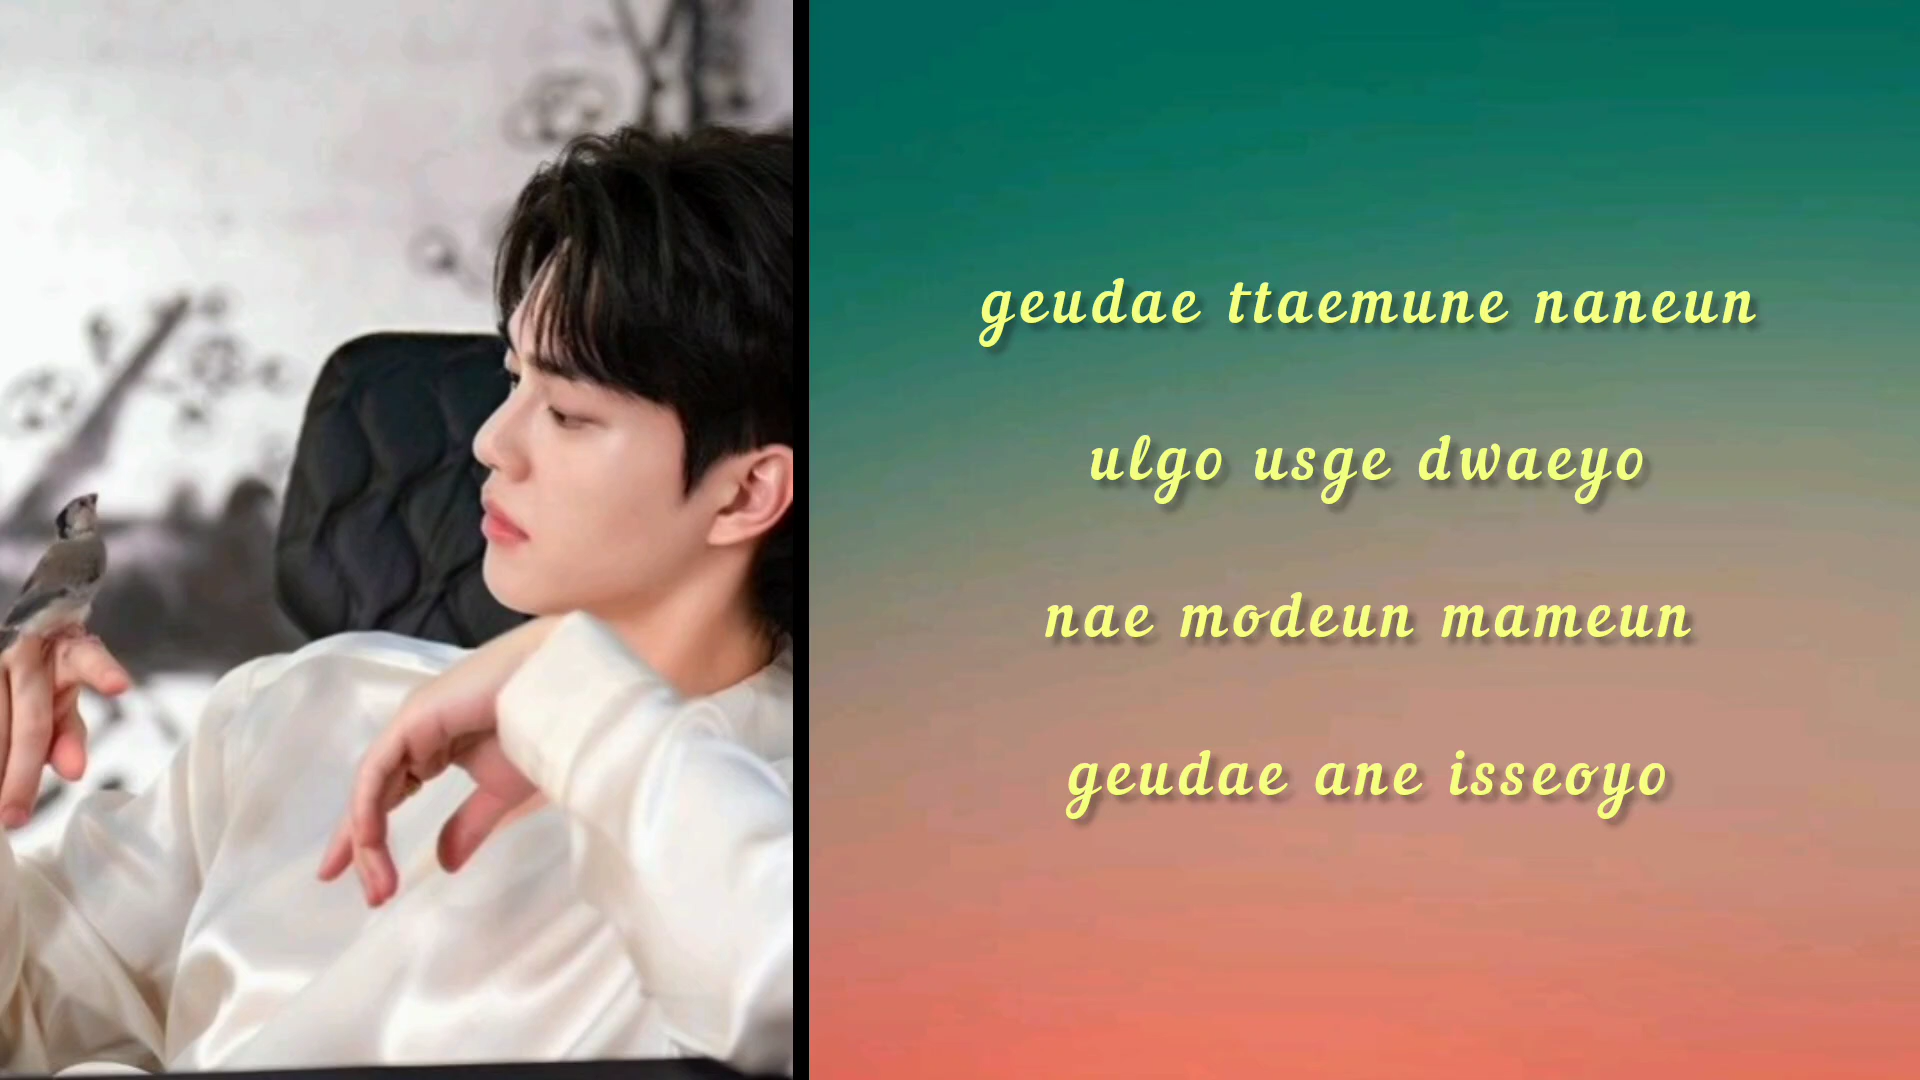 geudae ttaemune naneun
ulgo usge dwaeyo
nae modeun mameun
geudae ane isseoyo